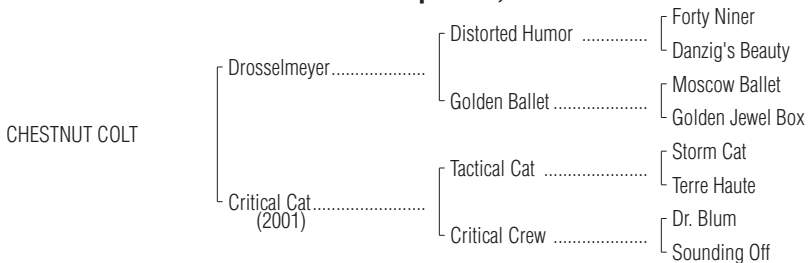 Forty Niner
Distorted Humor ..............
Danzig's Beauty
Drosselmeyer.....................
Moscow Ballet
Golden Ballet .....................
Golden Jewel Box
CHESTNUT COLT
Storm Cat
Tactical Cat .......................
Terre Haute
Critical Cat.........................
(2001)
Dr. Blum
Critical Crew .....................
Sounding Off